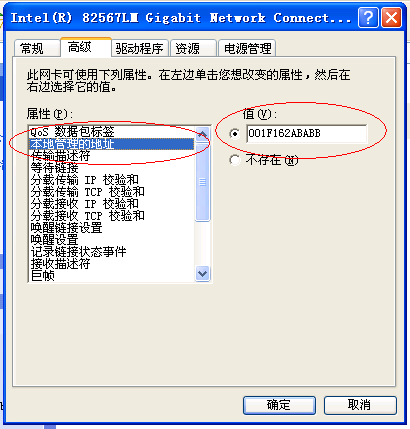 Intel(R) 82567LM Gigabit Network Connect...
常规
高级
驱动程序
资源
电源管理
此网卡可使用下列属性。在左边单击您想改变的属性，然后在
右边选择它的值。
属性(P):
值(V):
QoS 数据包标签
本地管理的地址
传输描述符
等待链接
分载传输 IP 校验和
分载传输 TCP 校验和
分载接收 IP 校验和
分载接收 TCP 校验和
唤醒链接设置
唤醒设置
记录链接状态事件
接收描述符
巨帧
001F162ABABB
不存在(N)
确定
取消